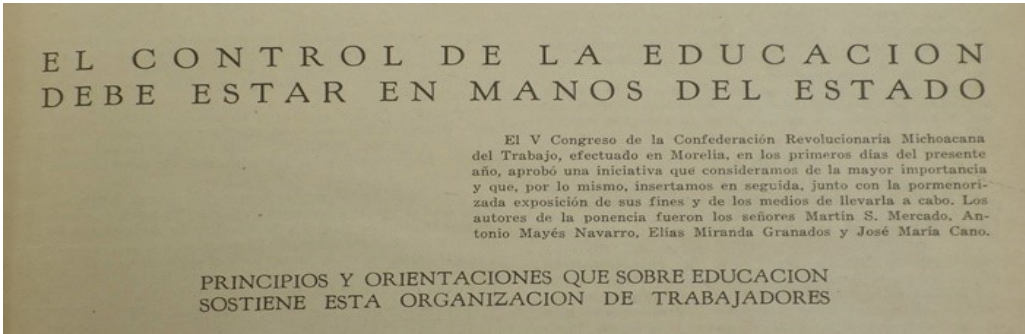 EL CONTROL DE LA EDUCACION
DEBE ESTAR EN MANOS DEL ESTADO
El V Congreso de la Confederación Revolucionaria Michoacana
del Trabajo, efectuado en Morelia, en los primeros días del presente
año, aprobó una iniciativa que consideramos de la mayor importancia
y que, por lo mismo, insertamos en seguida, junto con la pormenori-
zada exposición de sus fines y de los medios de llevarla a cabo. Los
autores de la ponencia fueron los señores Martín S. Mercado, An-
tonio Mayés Navarro, Elías Miranda Granados y José María Cano.
PRINCIPIOS Y ORIENTACIONES QUE SOBRE EDUCACION
SOSTIENE ESTA ORGANIZACION DE TRABAJADORES